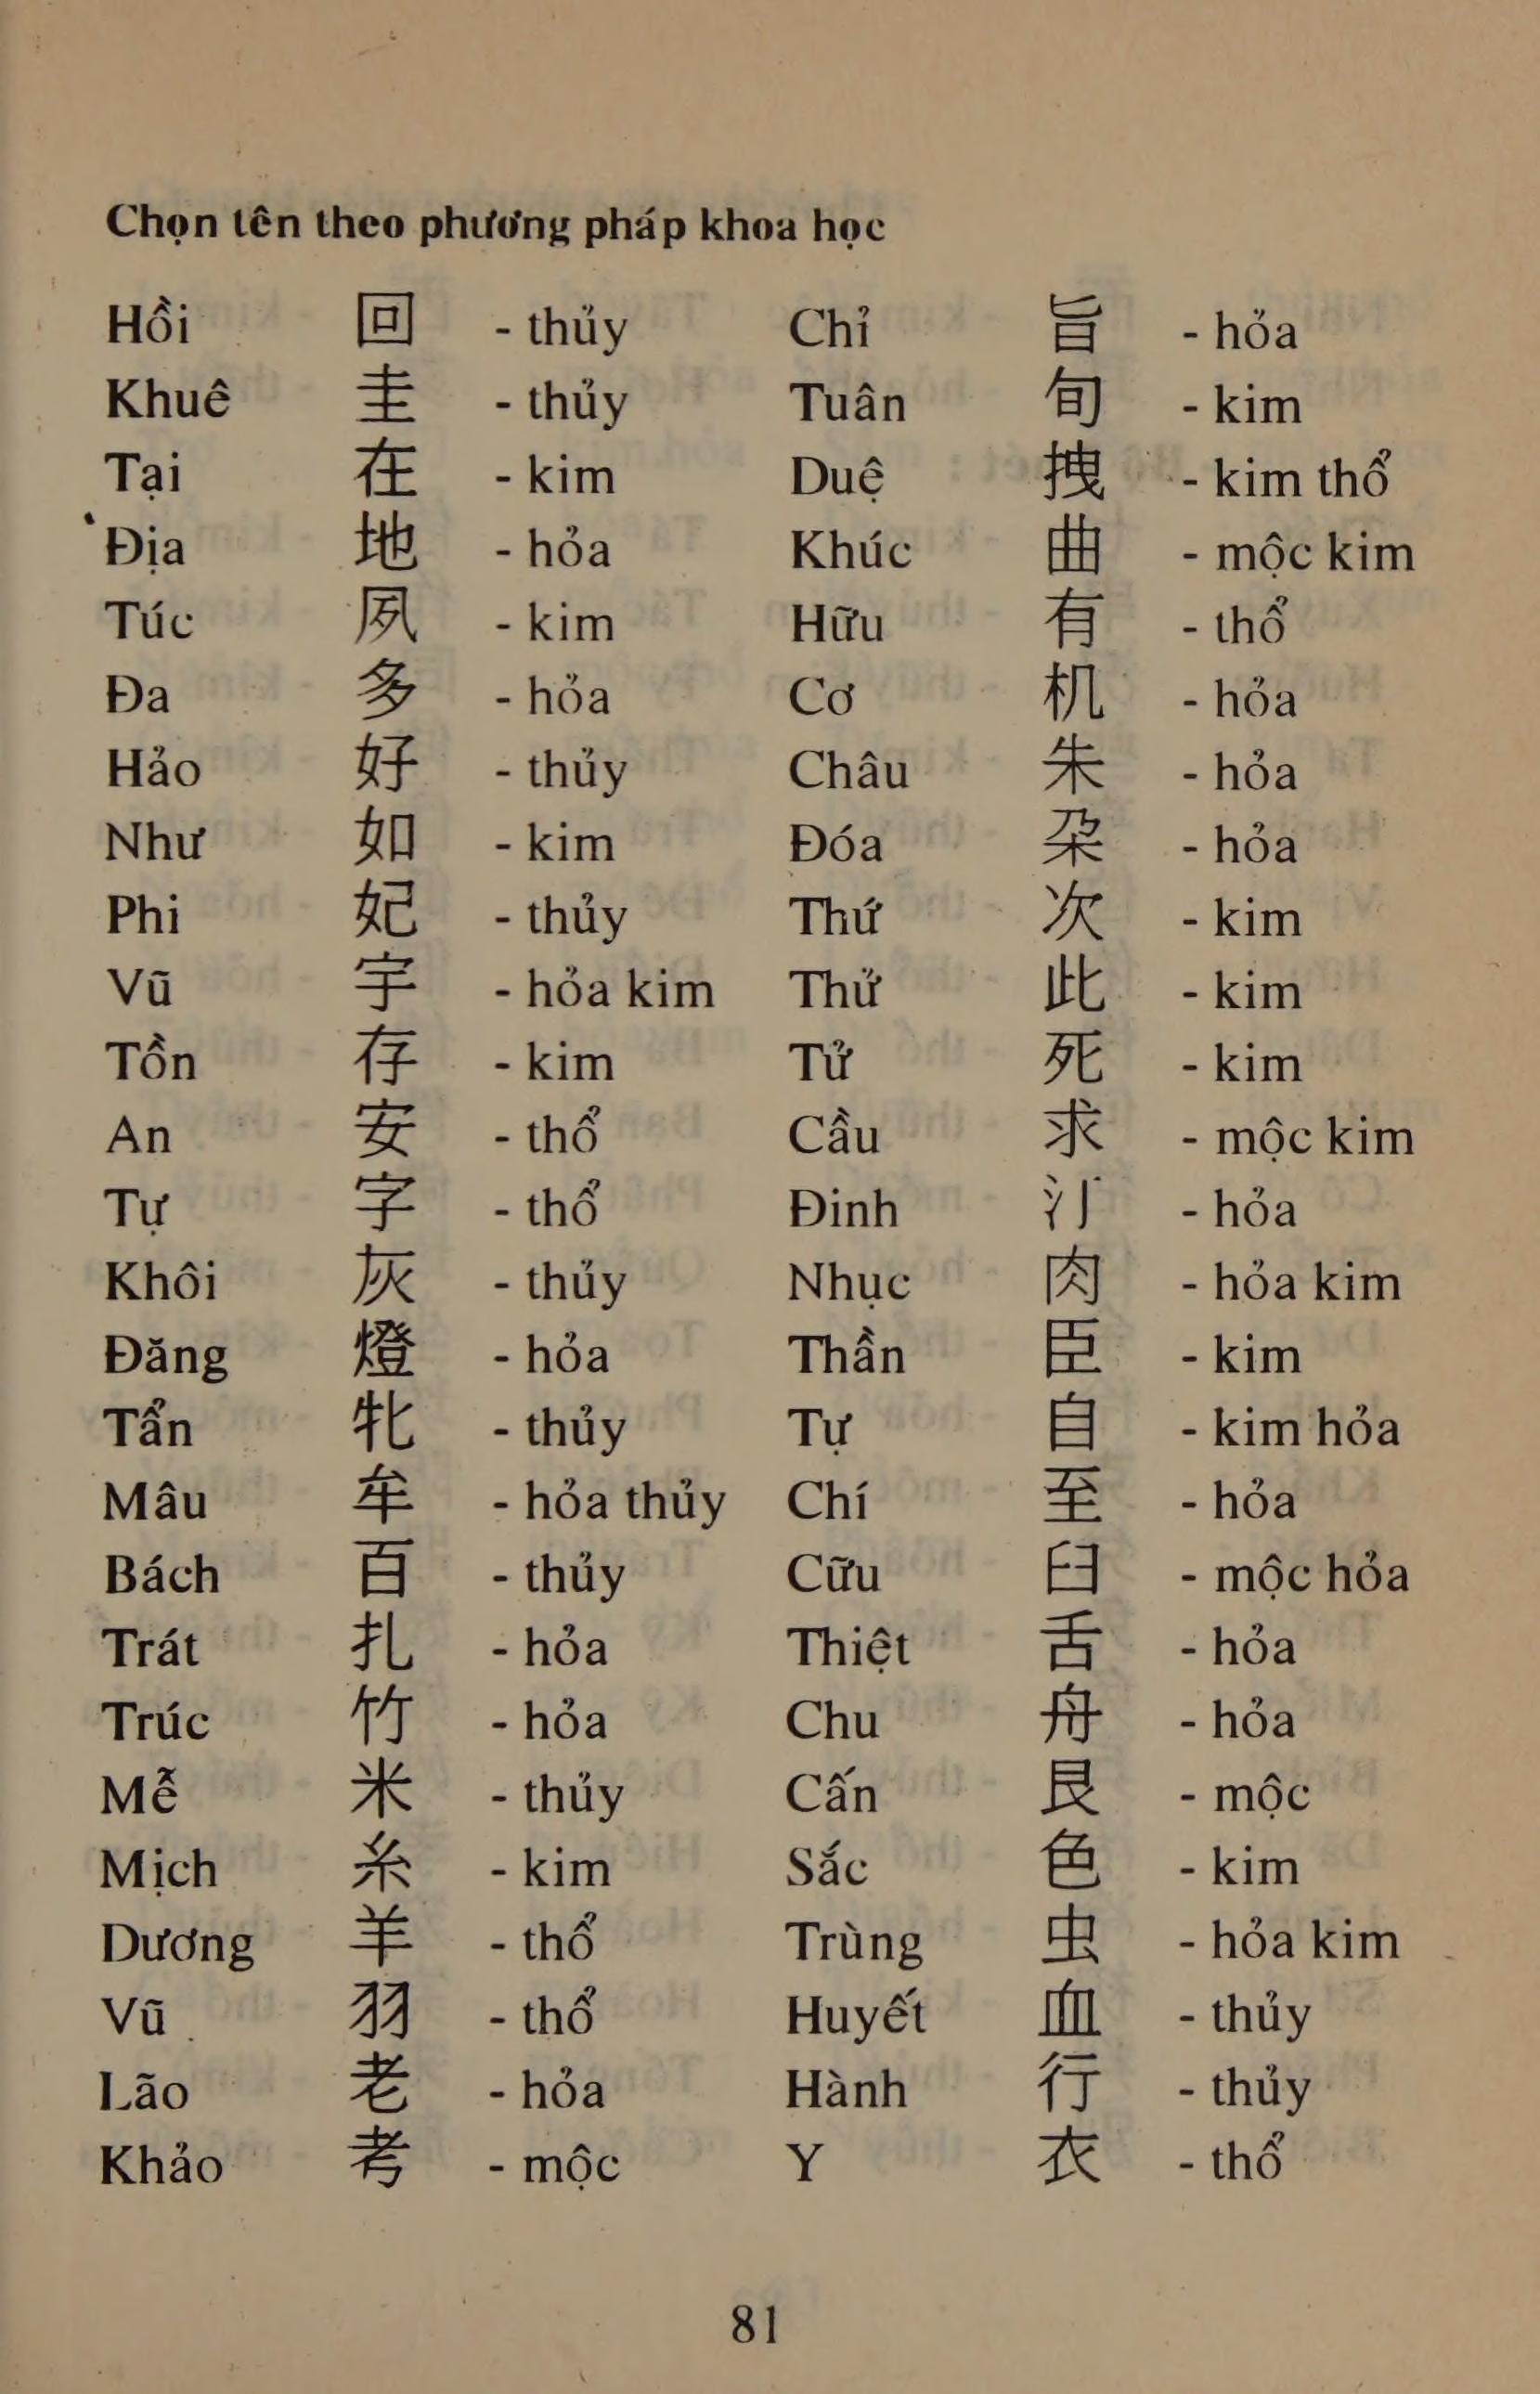 Chọn tên theo phương pháp khoa học
Hồi 回 - thủy Chỉ 旨 - hỏa
Khuê 圭 - thủy Tuân 旬 - kim
Tại 在 - kim Duệ 拽 - kim thổ
Địa 地 - hỏa Khúc 曲 - mộc kim
Túc 夙 - kim Hữu 有 - thổ
Đa 多 - hỏa Cơ 机 - hỏa
Hảo 好 - thủy Châu 朱 - hỏa
Như 如 - kim Đóa 朶 - hỏa
Phi 妃 - thủy Thứ 次 - kim
Vũ 宇 - hỏa kim Thử 此 - kim
Tồn 存 - kim Tử 死 - kim
An 安 - thổ Cầu 求 - mộc kim
Tự 字 - thổ Đinh 汀 - hỏa
Khôi 灰 - thủy Nhục 肉 - hỏa kim
Đăng 燈 - hỏa Thần 臣 - kim
Tẩn 牝 - thủy Tự 自 - kim hỏa
Mâu 牟 - hỏa thủy Chí 至 - hỏa
Bách 百 - thủy Cữu 臼 - mộc hỏa
Trát 扎 - hỏa Thiệt 舌 - hỏa
Trúc 竹 - hỏa Chu 舟 - hỏa
Mễ 米 - thủy Cấn 艮 - mộc
Mịch 糸 - kim Sắc 色 - kim
Dương 羊 - thổ Trùng 虫 - hỏa kim
Vũ 羽 - thổ Huyết 血 - thủy
Lão 老 - hỏa Hành 行 - thủy
Khảo 考 - mộc Y 衣 - thổ
81